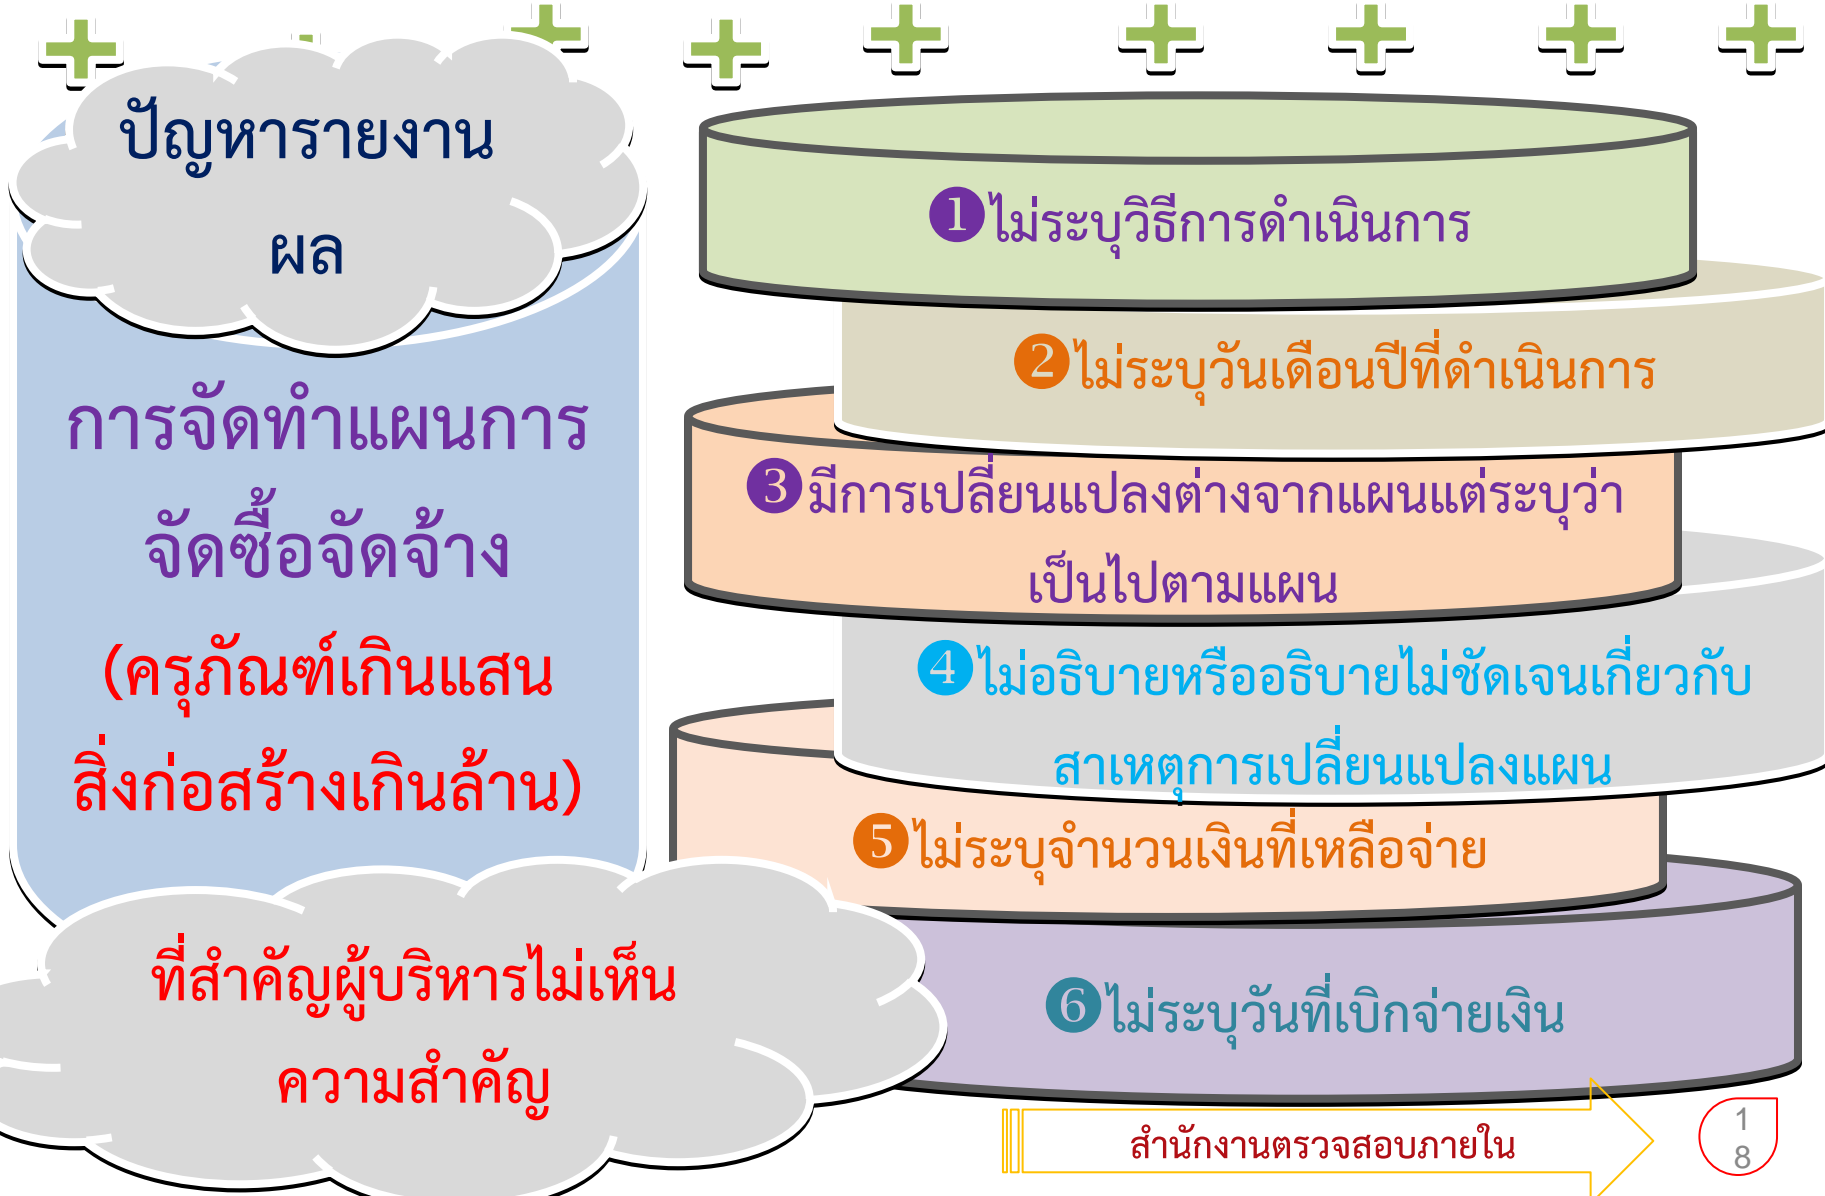 ปัญหารายงาน
ผล
การจัดทำแผนการ
จัดซื้อจัดจ้าง
(ครุภัณฑ์เกินแสน
สิ่งก่อสร้างเกินล้าน)
ที่สำคัญผู้บริหารไม่เห็น
ความสำคัญ
❶ไม่ระบุวิธีการดำเนินการ
❷ไม่ระบุวันเดือนปีที่ดำเนินการ
❸มีการเปลี่ยนแปลงต่างจากแผนแต่ระบุว่า
เป็นไปตามแผน
❹ไม่อธิบายหรืออธิบายไม่ชัดเจนเกี่ยวกับ
สาเหตุการเปลี่ยนแปลงแผน
❺ไม่ระบุจำนวนเงินที่เหลือจ่าย
❻ไม่ระบุวันที่เบิกจ่ายเงิน
สำนักงานตรวจสอบภายใน
1
8